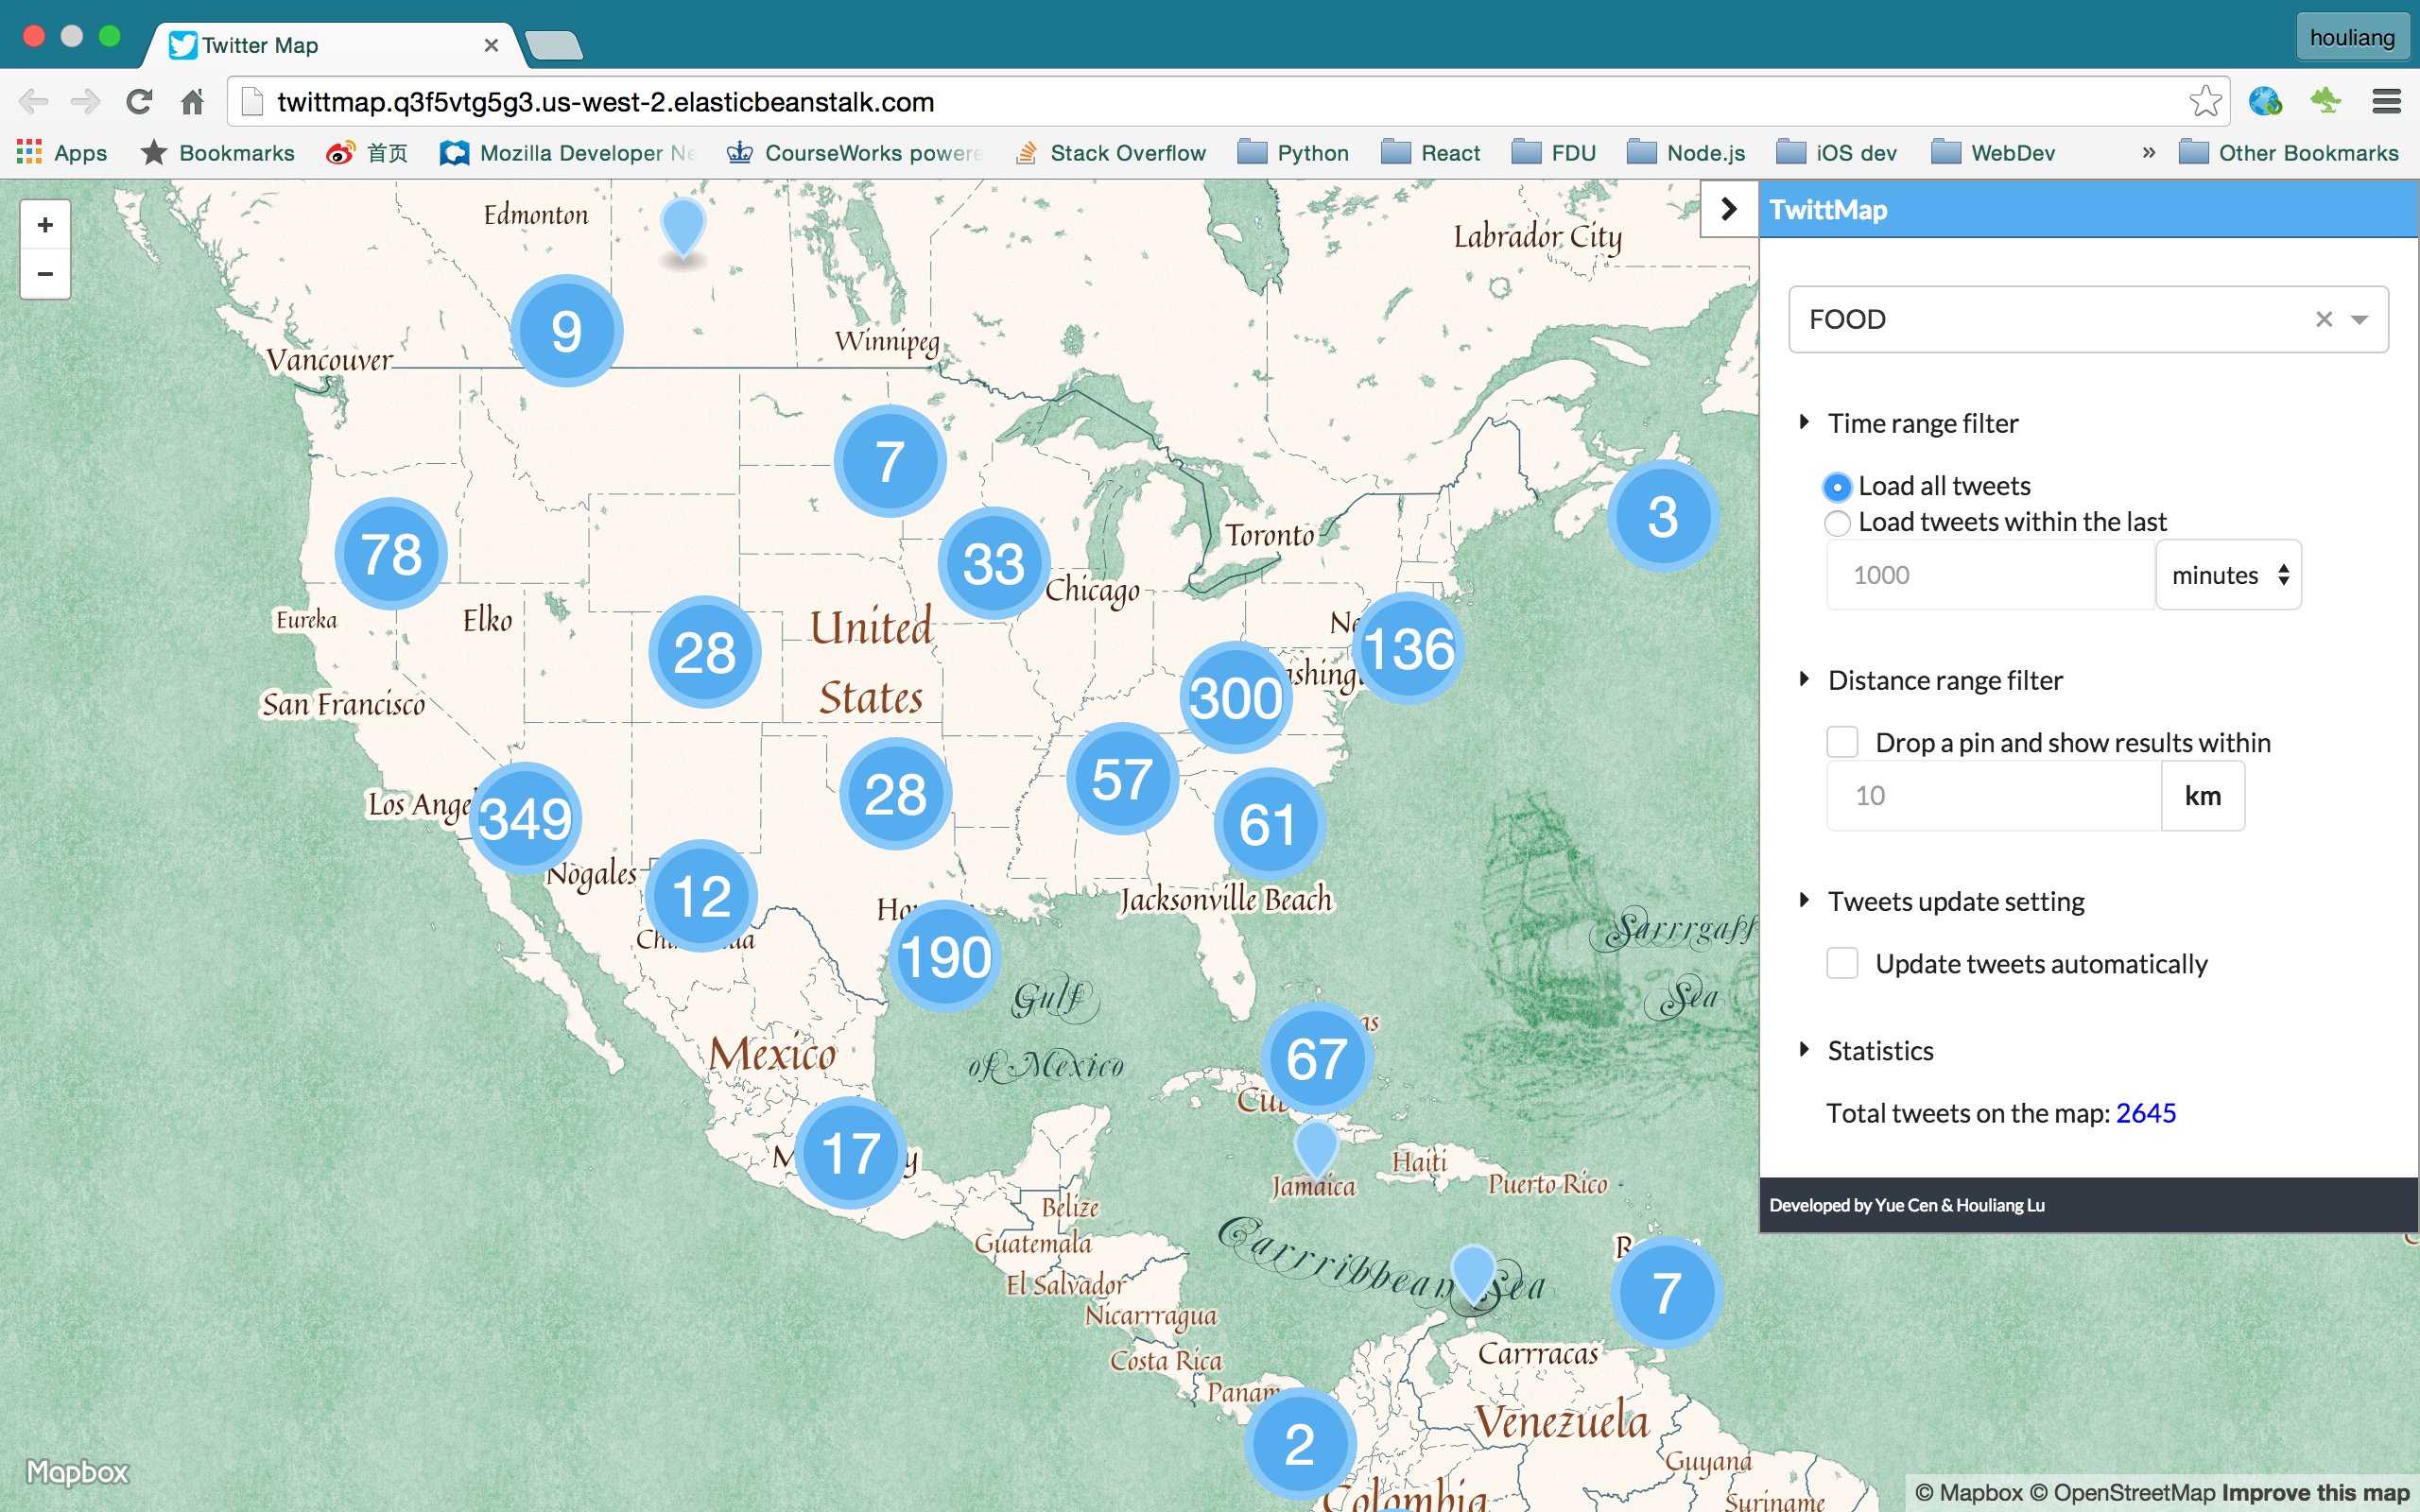 Twitter Map
houliang
twittmap.q3f5vtg5g3.us-west-2.elasticbeanstalk.com
Apps Bookmarks 首页 Mozilla Developer Ne CourseWorks powere Stack Overflow Python React FDU Node.js iOS dev WebDev » Other Bookmarks
TwittMap
FOOD
Time range filter
Load all tweets
Load tweets within the last
1000 minutes
Distance range filter
Drop a pin and show results within
10 km
Tweets update setting
Update tweets automatically
Statistics
Total tweets on the map: 2645
Developed by Yue Cen & Houliang Lu
+
−
Edmonton
Labrador City
9
Winnipeg
Vancouver
7
3
78
Toronto
33
Chicago
Eureka
Elko
United
Ne
136
28
ashing
300
States
San Francisco
57
28
Los Ange
349
61
Nogales
12
Jacksonville Beach
Ho
190
Sarrrgaff
Sea
Gulf
of Mexico
Mexico
as
67
Cu
17
M y
Haiti
Jamaica
Puerto Rico
Belize
Guatemala
Carrribbean Sea
El Salvador
B
7
Nicarrragua
Costa Rica
Carrracas
Panam
Venezuela
2
Guyana
Colombia
Suriname
Mapbox
© Mapbox © OpenStreetMap Improve this map